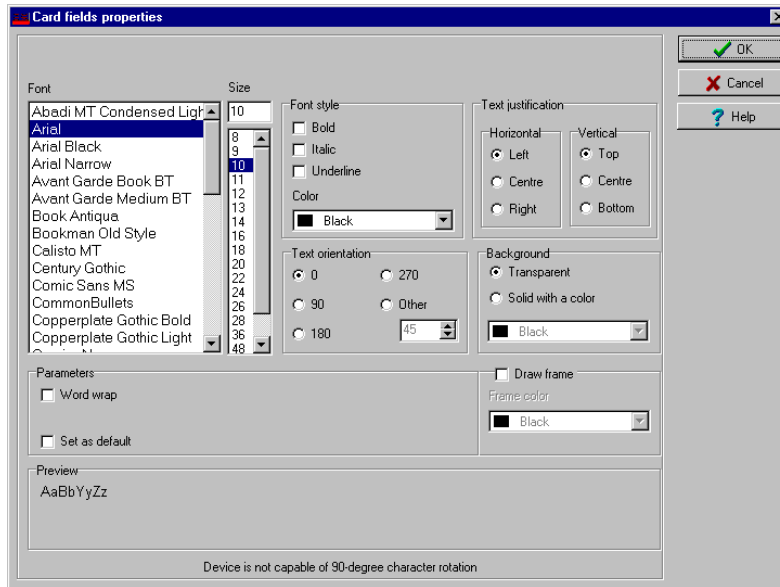 Card fields properties
OK
Cancel
Help
Font
Abadi MT Condensed Ligh
Arial
Arial Black
Arial Narrow
Avant Garde Book BT
Avant Garde Medium BT
Book Antiqua
Bookman Old Style
Calisto MT
Century Gothic
Comic Sans MS
CommonBullets
Copperplate Gothic Bold
Copperplate Gothic Light
Size
10
8
9
10
11
12
13
14
16
18
20
22
24
26
28
36
48
Font style
Bold
Italic
Underline
Color
Black
Text justification
Horizontal
Left
Centre
Right
Vertical
Top
Centre
Bottom
Text orientation
0
90
180
270
Other
45
Background
Transparent
Solid with a color
Black
Parameters
Word wrap
Set as default
Draw frame
Frame color
Black
Preview
AaBbYyZz
Device is not capable of 90-degree character rotation